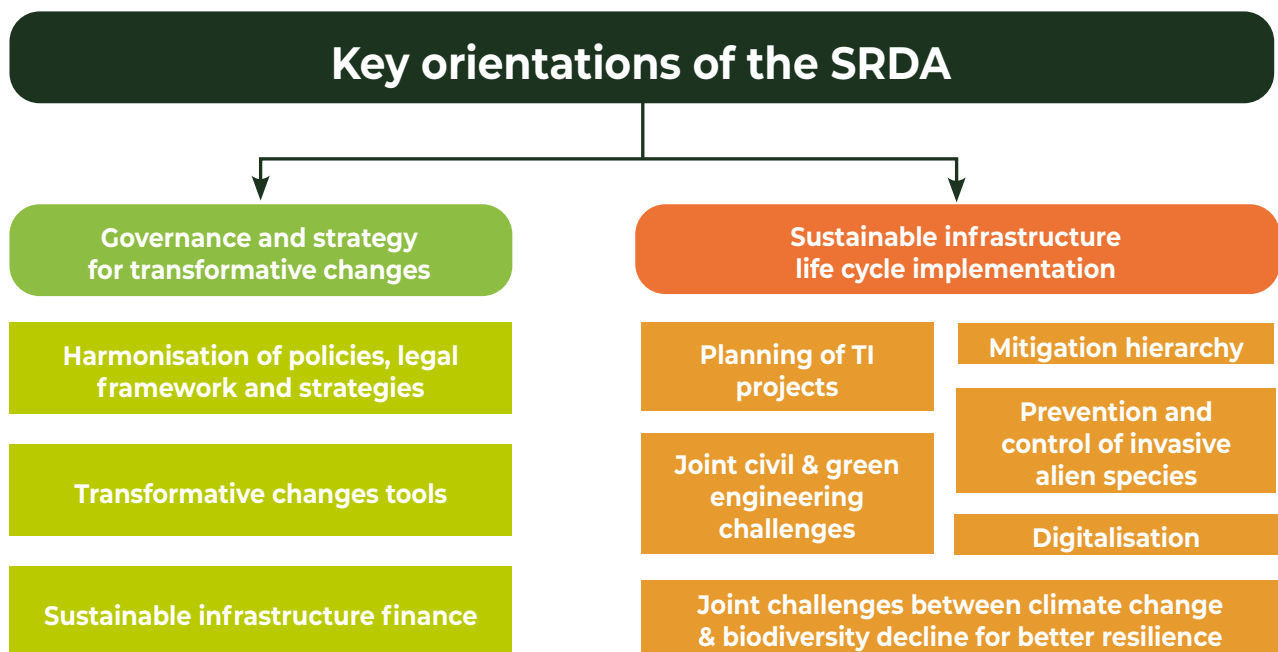 Key orientations of the SRDA
Governance and strategy
for transformative changes
Harmonisation of policies, legal
framework and strategies
Transformative changes tools
Sustainable infrastructure finance
Sustainable infrastructure
life cycle implementation
Planning of TI
projects
Joint civil & green
engineering
challenges
Mitigation hierarchy
Prevention and
control of invasive
alien species
Digitalisation
Joint challenges between climate change
& biodiversity decline for better resilience